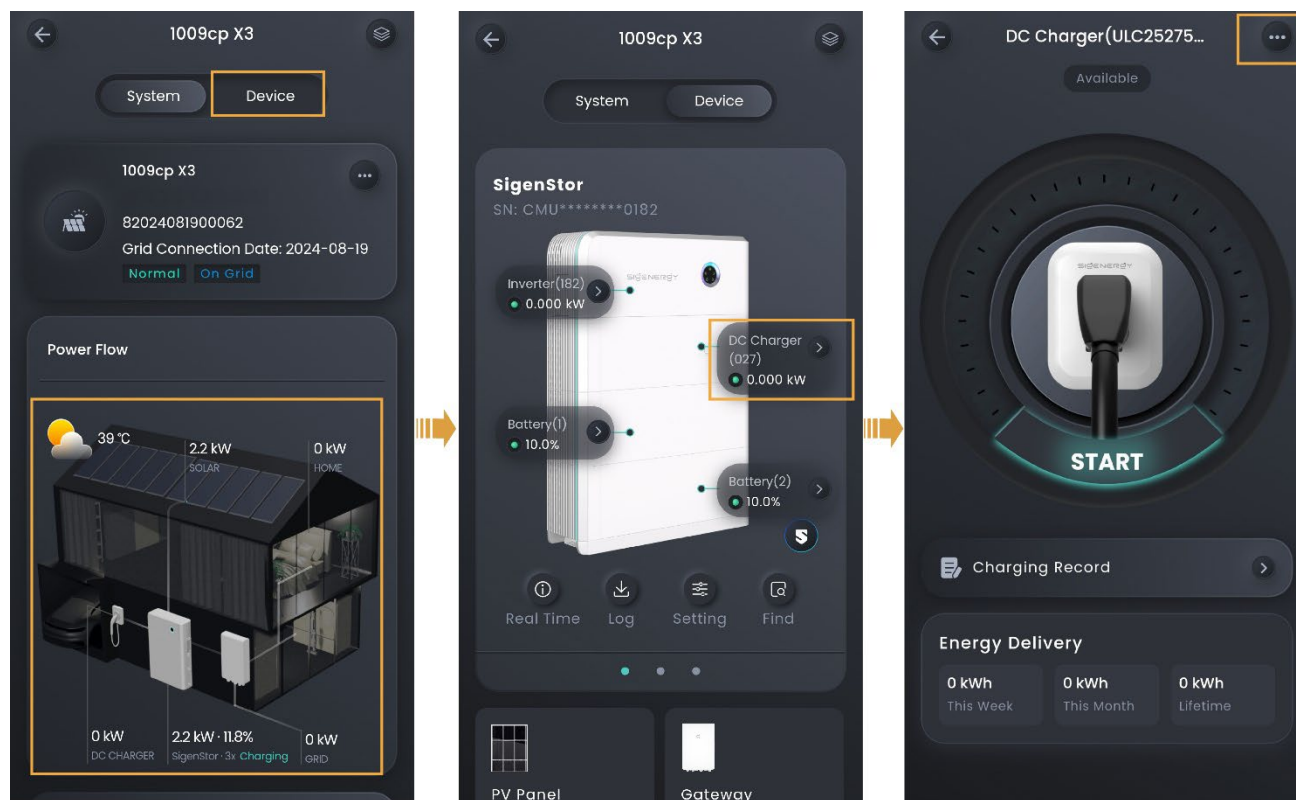 1009cp X3
System
Device
1009cp X3
82024081900062
Grid Connection Date: 2024-08-19
Normal
On Grid
Power Flow
39 °C
2.2 kW
SOLAR
0 kW
HOME
0 kW
DC CHARGER
2.2 kW · 11.8%
SigenStor · 3x Charging
0 kW
GRID
1009cp X3
System
Device
SigenStor
SN: CMU********0182
SIGENERGY
Inverter(182)
0.000 kW
DC Charger
(027)
0.000 kW
Battery(1)
10.0%
Battery(2)
10.0%
Real Time
Log
Setting
Find
PV Panel
Gateway
DC Charger(ULC25275...
Available
SIGENERGY
START
Charging Record
Energy Delivery
0 kWh
This Week
0 kWh
This Month
0 kWh
Lifetime